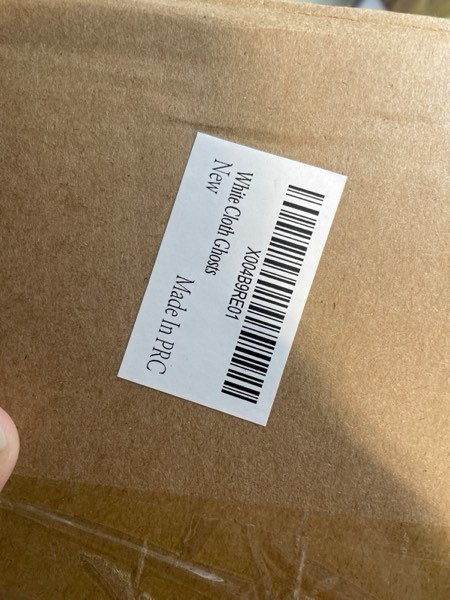 X004B9RE01
White Cloth Ghosts
New
Made In PRC